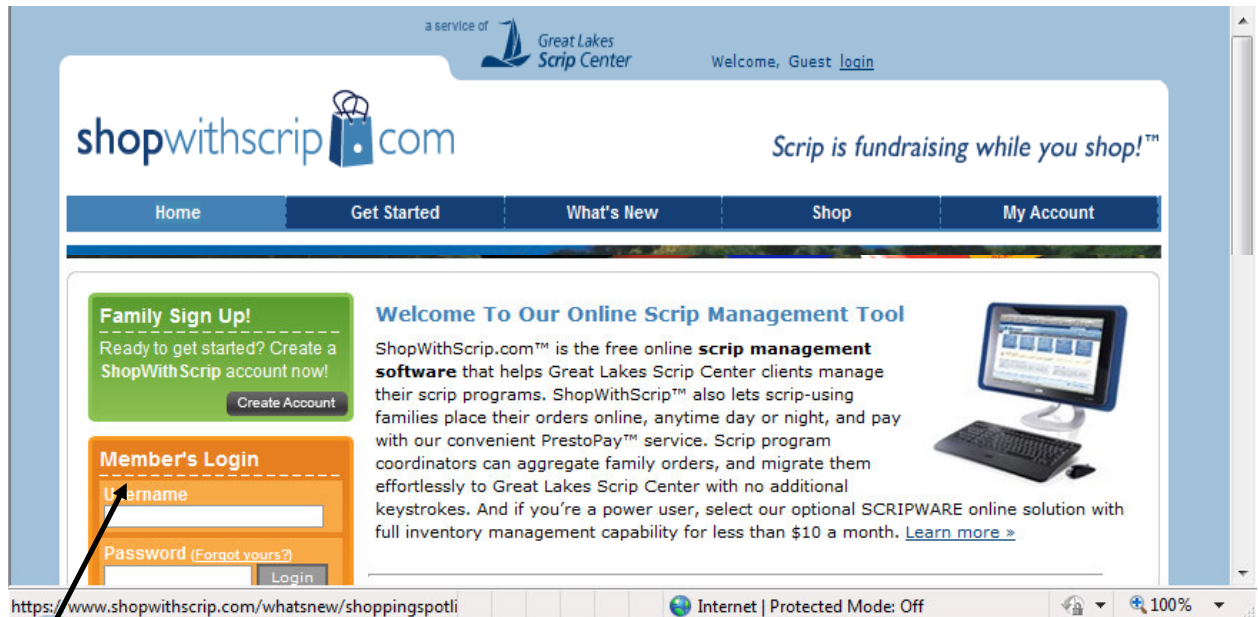 a service of
Great Lakes
Scrip Center
Welcome, Guest login
shopwithscrip.com
Scrip is fundraising while you shop!™
Home
Get Started
What's New
Shop
My Account
Family Sign Up!
Ready to get started? Create a
ShopWithScrip account now!
Create Account
Member's Login
Username
Password (Forgot yours?)
Login
Welcome To Our Online Scrip Management Tool
ShopWithScrip.com™ is the free online scrip management
software that helps Great Lakes Scrip Center clients manage
their scrip programs. ShopWithScrip™ also lets scrip-using
families place their orders online, anytime day or night, and pay
with our convenient PrestoPay™ service. Scrip program
coordinators can aggregate family orders, and migrate them
effortlessly to Great Lakes Scrip Center with no additional
keystrokes. And if you're a power user, select our optional SCRIPWARE online solution with
full inventory management capability for less than $10 a month. Learn more »
https://www.shopwithscrip.com/whatsnew/shoppingspotli
Internet | Protected Mode: Off
100%